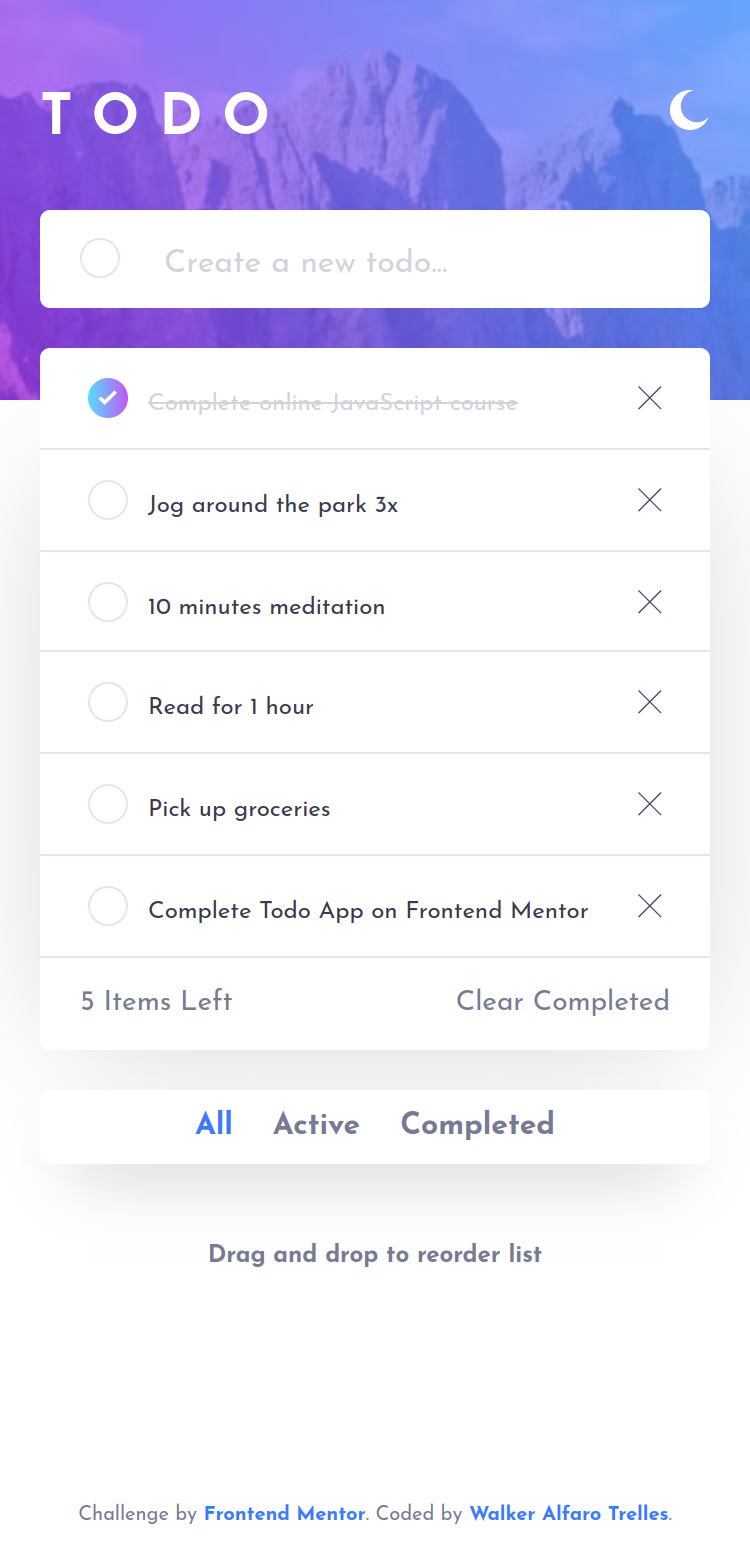 TODO
Create a new todo...
Complete online JavaScript course
Jog around the park 3x
10 minutes meditation
Read for 1 hour
Pick up groceries
Complete Todo App on Frontend Mentor
5 Items Left Clear Completed
All Active Completed
Drag and drop to reorder list
Challenge by Frontend Mentor. Coded by Walker Alfaro Trelles.